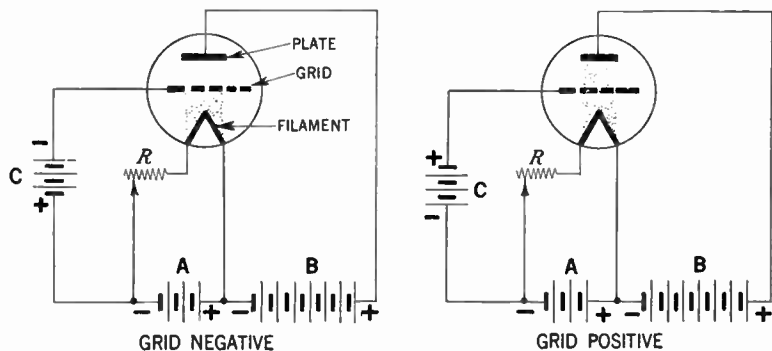 PLATE
GRID
FILAMENT
-
C
+
R
A
B
- + - +
GRID NEGATIVE
+
C
-
R
A
B
- + - +
GRID POSITIVE